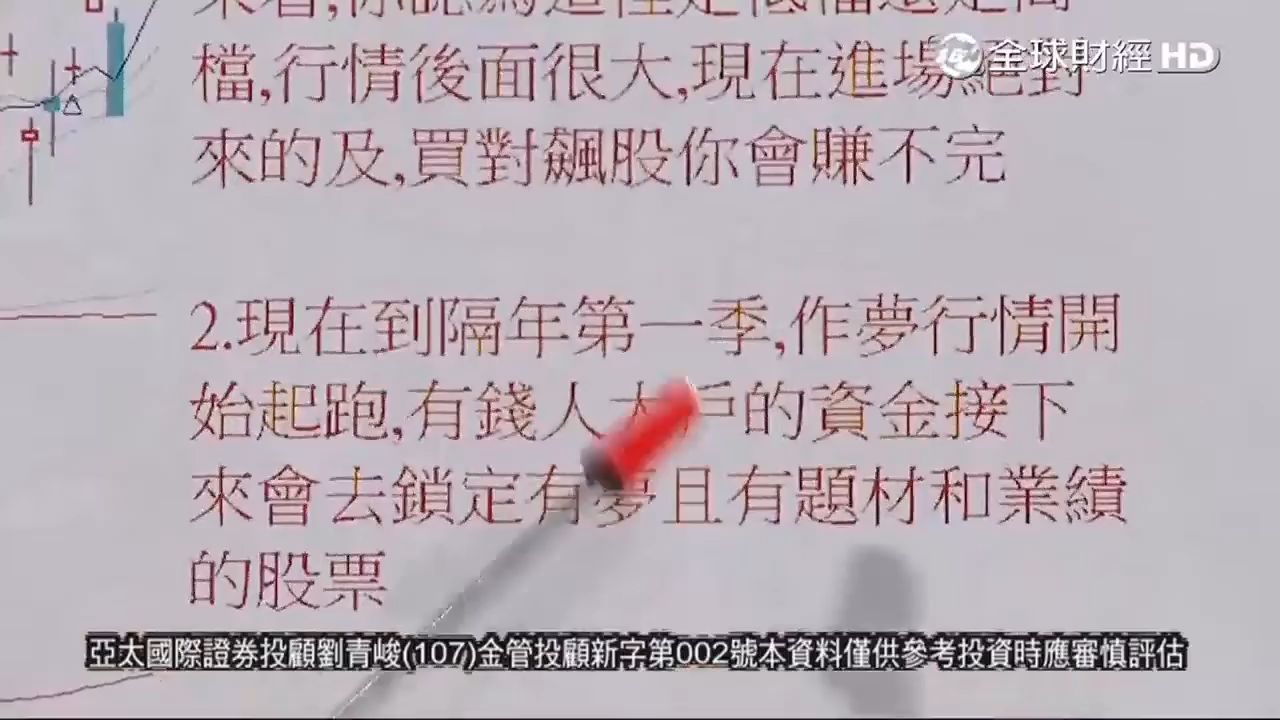 來看,你認為這裡是低檔還是高
檔,行情後面很大,現在進場絕對
來的及,買對飆股你會賺不完
2.現在到隔年第一季,作夢行情開
始起跑,有錢人大戶的資金接下
來會去鎖定有夢且有題材和業績
的股票
全球財經HD
亞太國際證券投顧劉青峻(107)金管投顧新字第002號本資料僅供參考投資時應審慎評估